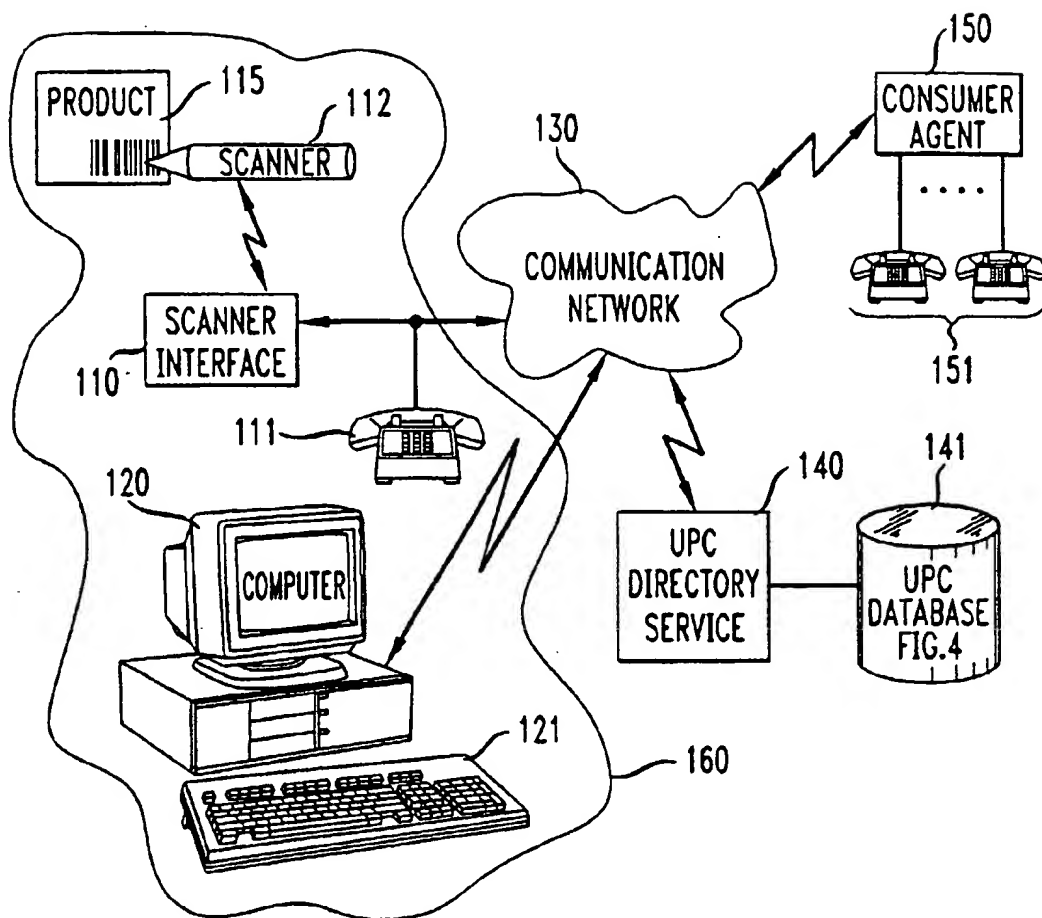 150
PRODUCT
115
112
CONSUMER
AGENT
SCANNER
130
COMMUNICATION
NETWORK
SCANNER
INTERFACE
110
151
111
120
140
141
COMPUTER
UPC
DIRECTORY
SERVICE
UPC
DATABASE
FIG.4
121
160